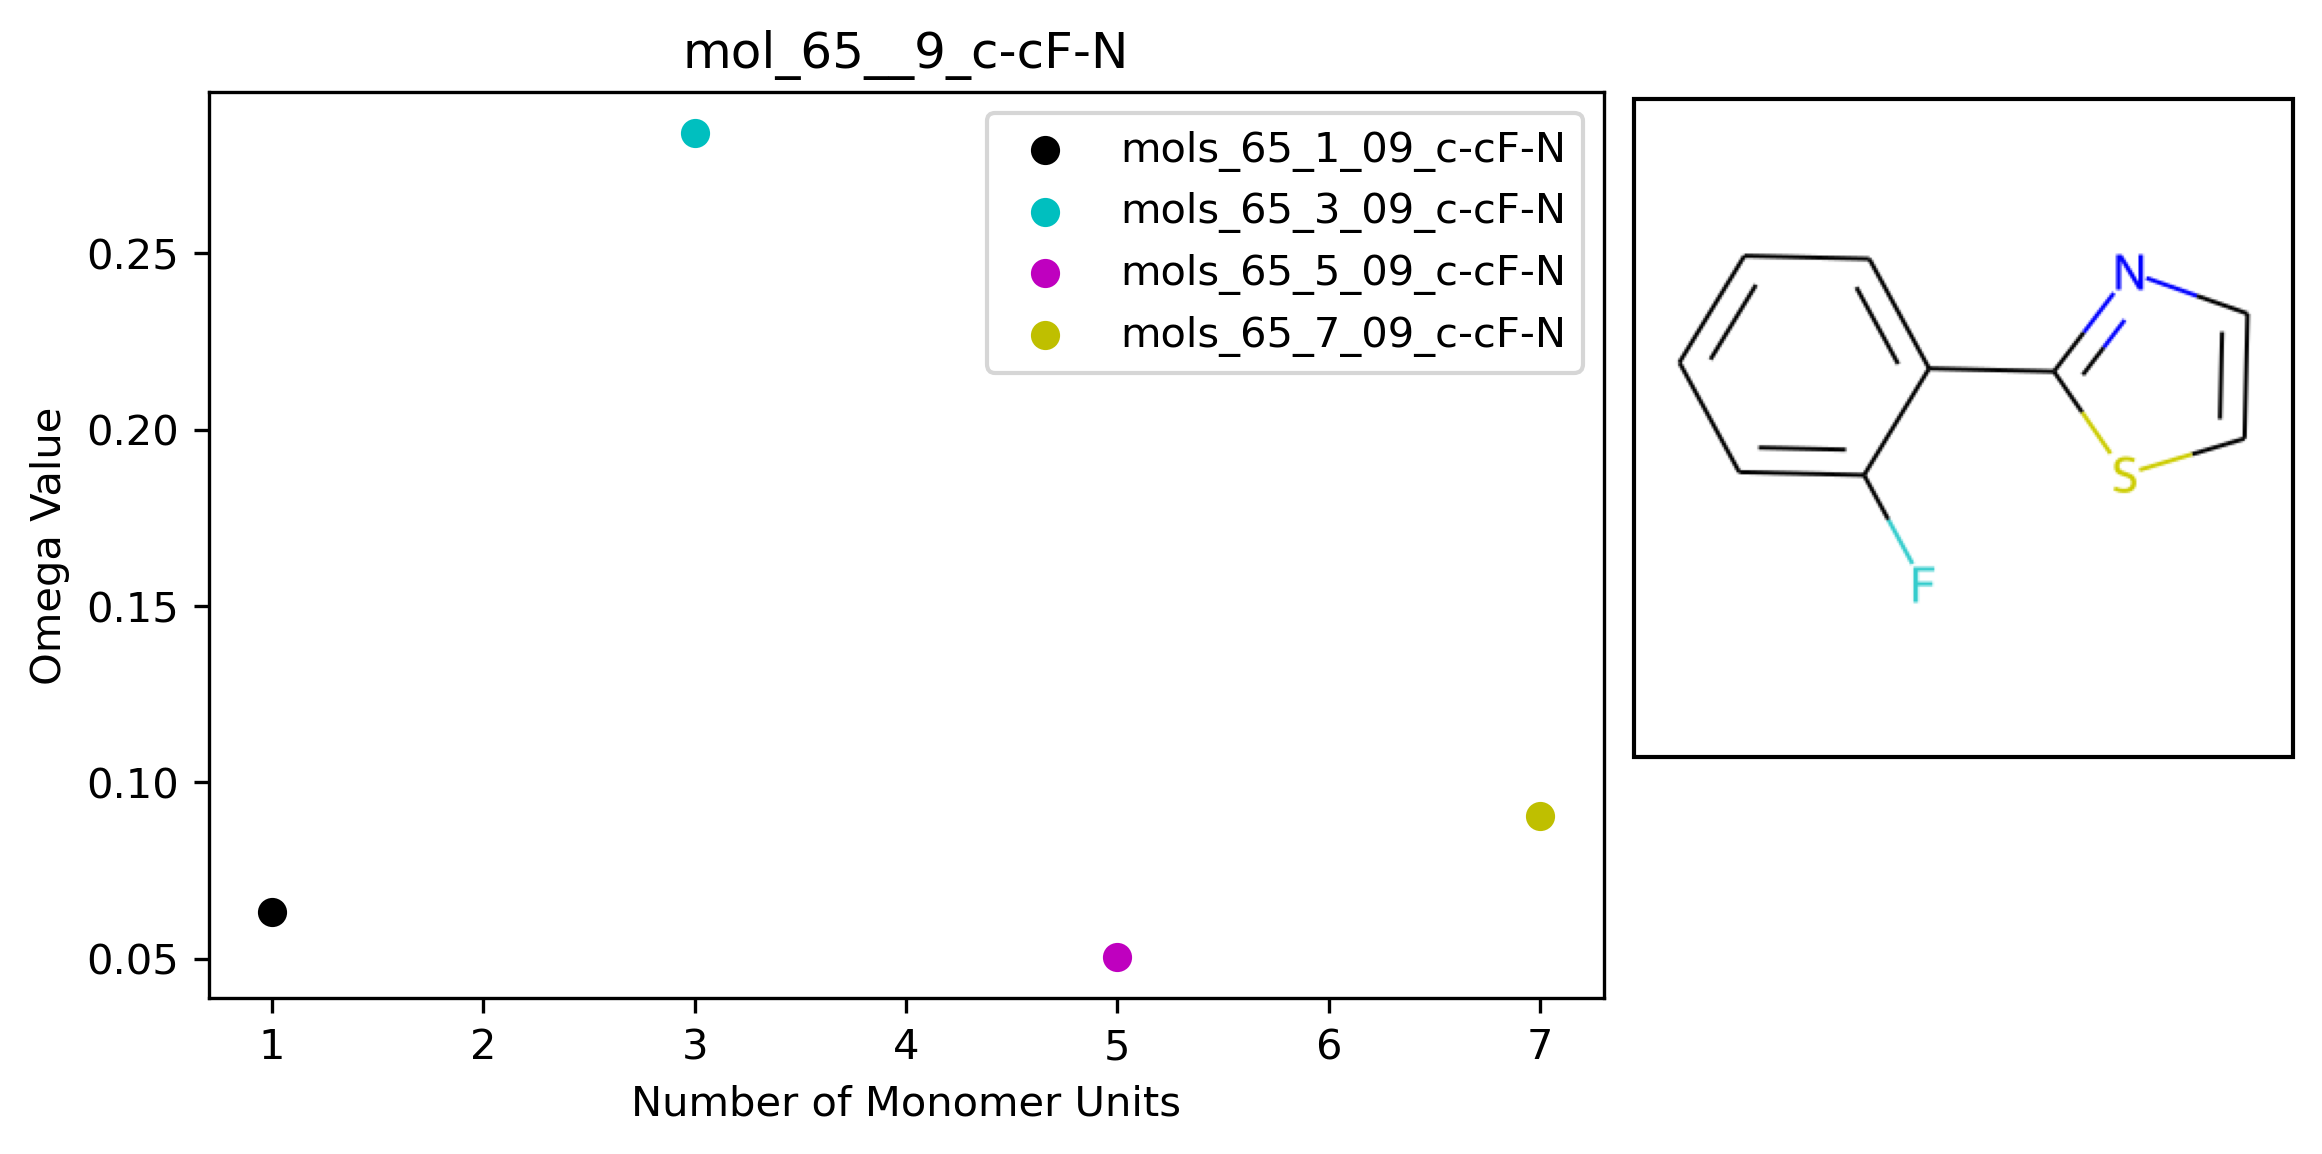 mol_65__9_c-cF-N
mols_65_1_09_c-cF-N
mols_65_3_09_c-cF-N
mols_65_5_09_c-cF-N
mols_65_7_09_c-cF-N
Omega Value
0.25
0.20
0.15
0.10
0.05
1 2 3 4 5 6 7
Number of Monomer Units
N
S
F